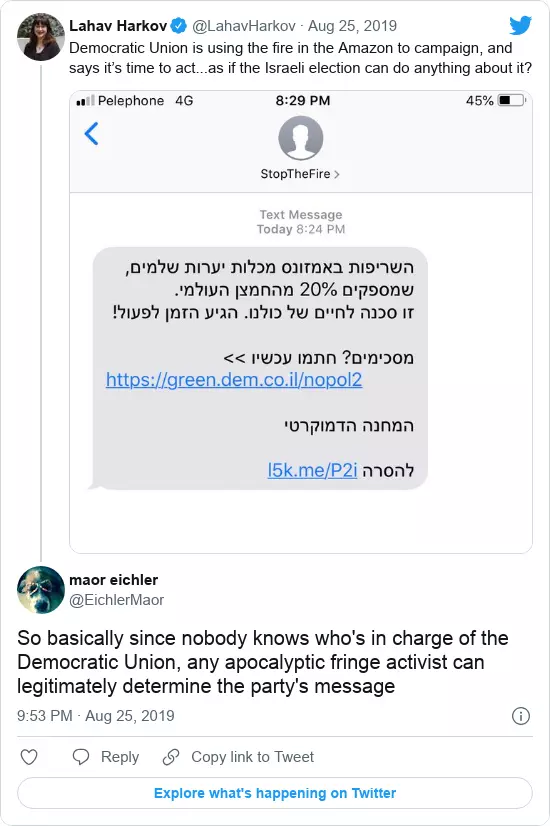 Lahav Harkov @LahavHarkov · Aug 25, 2019
Democratic Union is using the fire in the Amazon to campaign, and
says it’s time to act...as if the Israeli election can do anything about it?
Pelephone 4G 8:29 PM 45%
StopTheFire >
Text Message
Today 8:24 PM
השריפות באמזונס מכלות יערות שלמים,
שמספקים 20% מהחמצן העולמי.
זו סכנה לחיים של כולנו. הגיע הזמן לפעול!
מסכימים? חתמו עכשיו >>
https://green.dem.co.il/nopol2
המחנה הדמוקרטי
להסרה l5k.me/P2i
maor eichler
@EichlerMaor
So basically since nobody knows who's in charge of the
Democratic Union, any apocalyptic fringe activist can
legitimately determine the party's message
9:53 PM · Aug 25, 2019
Reply Copy link to Tweet
Explore what's happening on Twitter